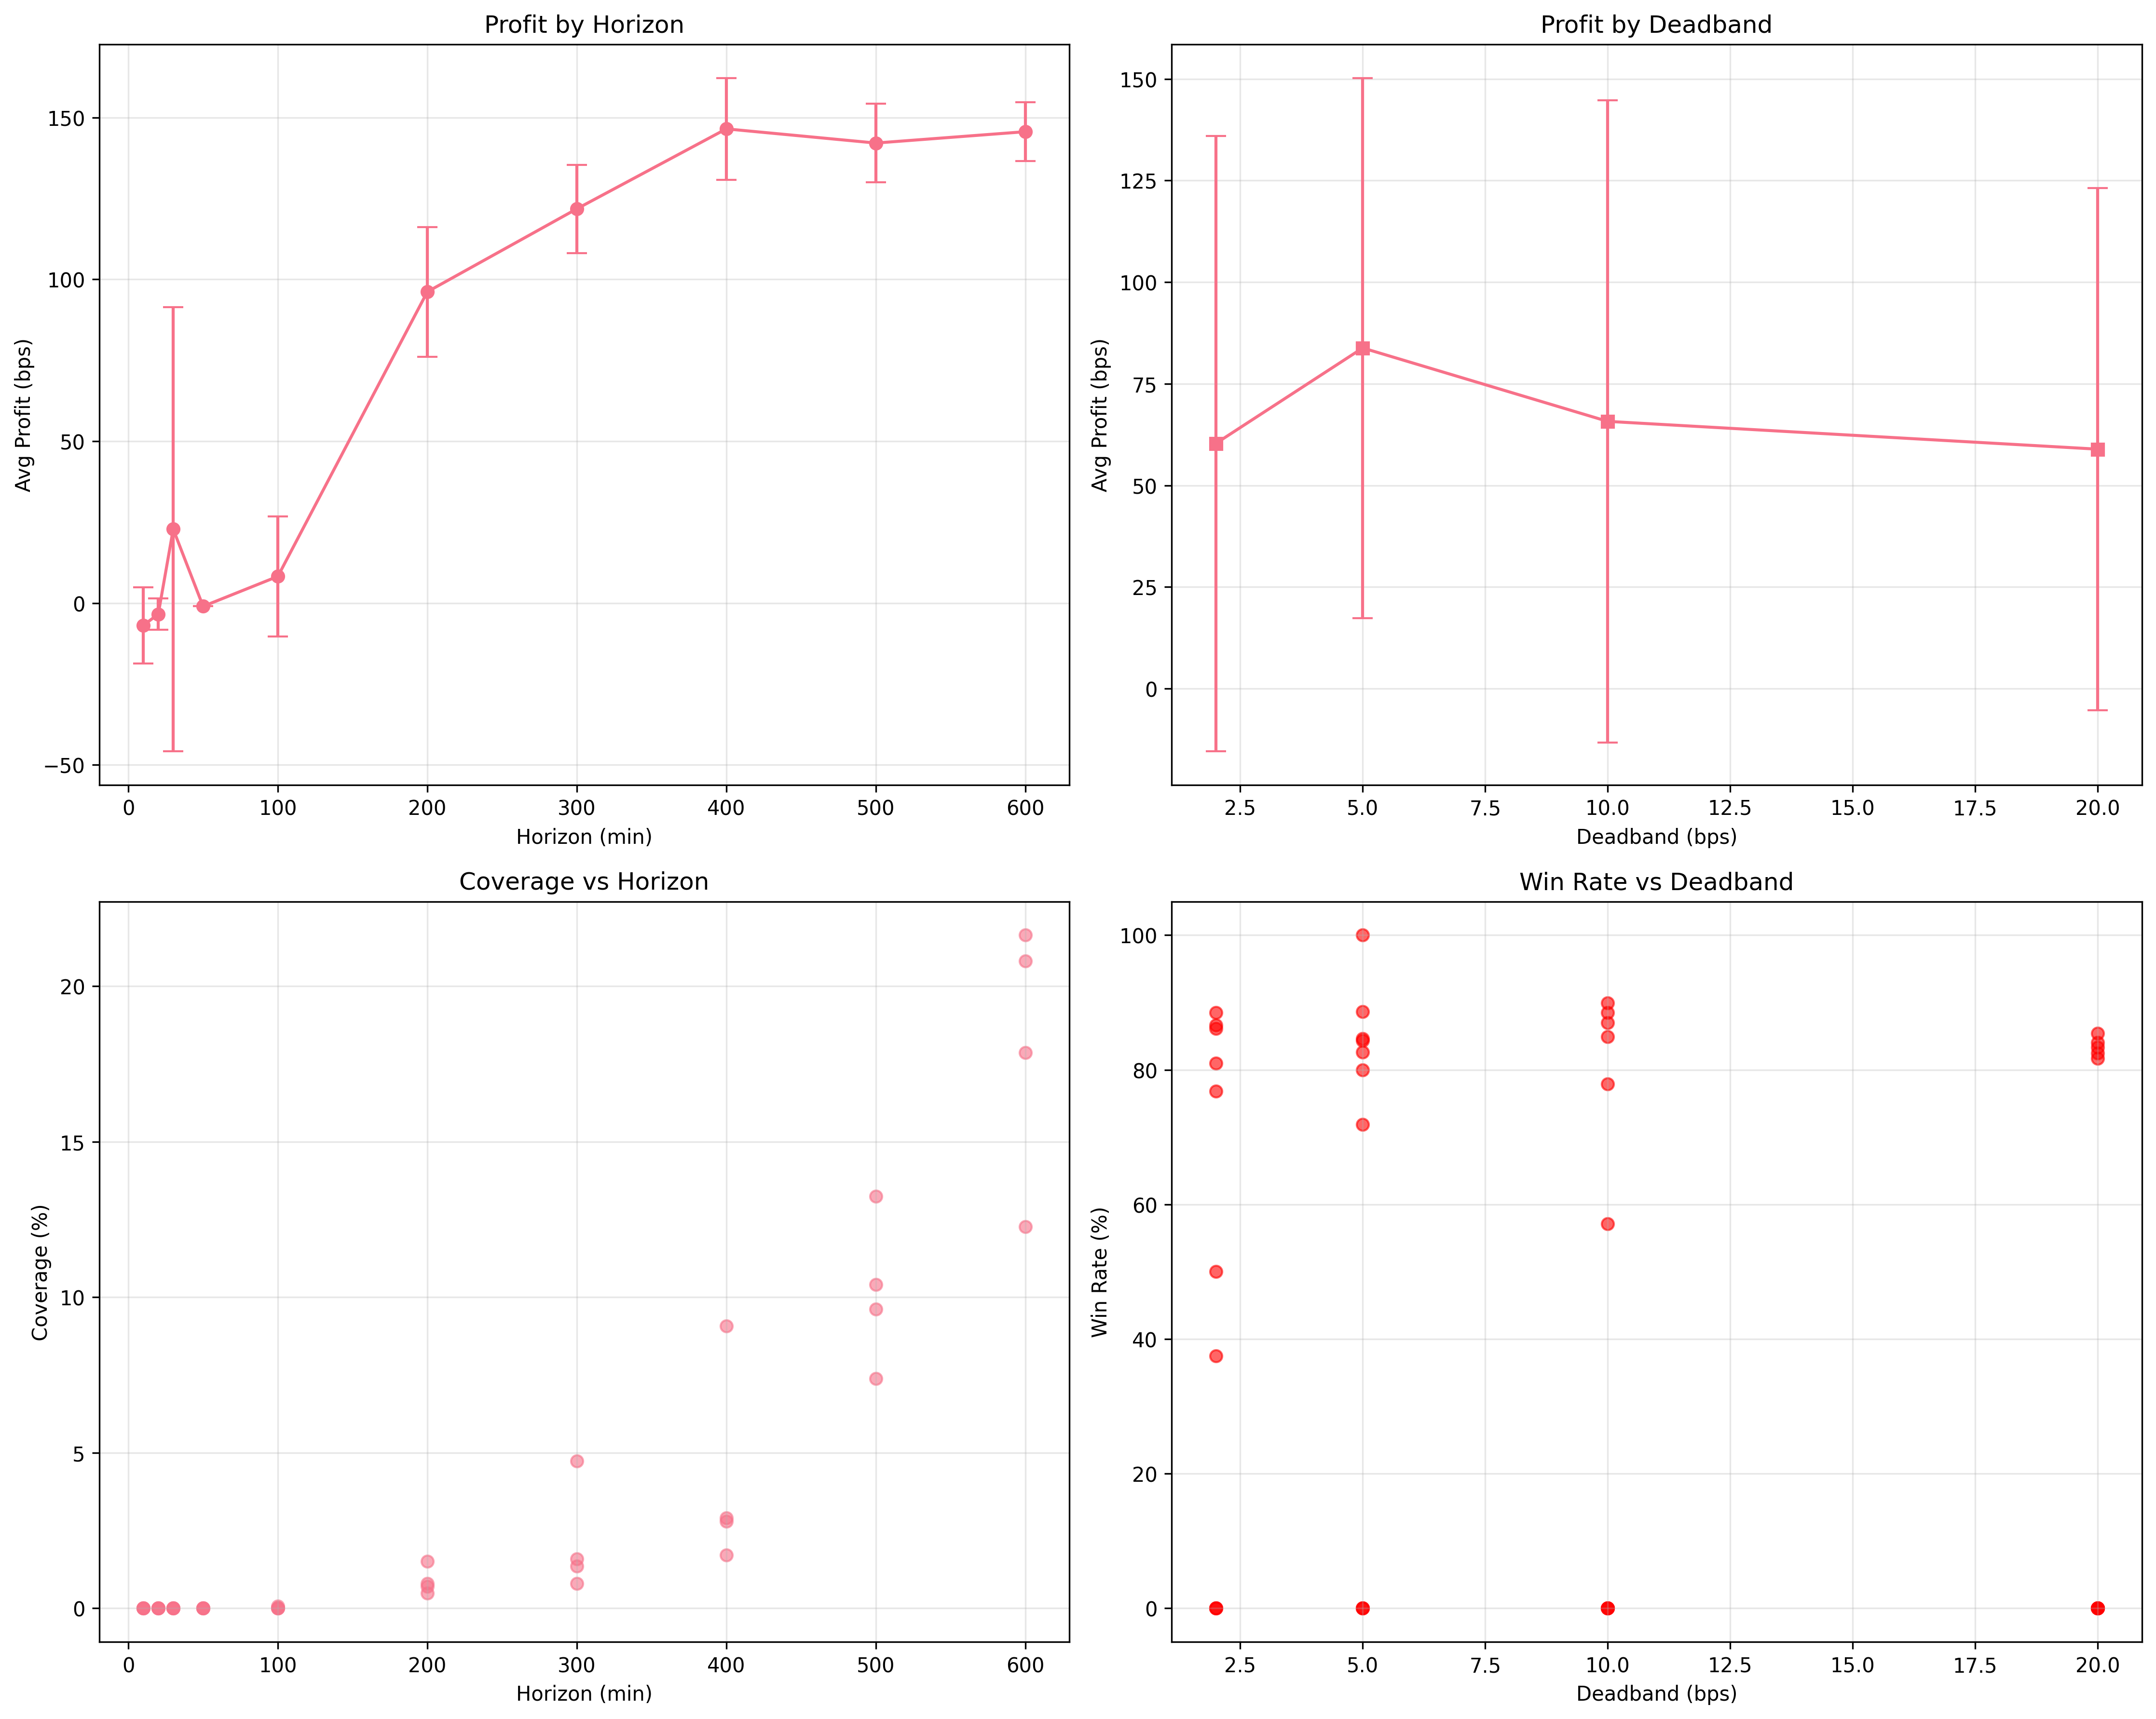 Profit by Horizon
Avg Profit (bps)
150
100
50
0
−50
0 100 200 300 400 500 600
Horizon (min)
Profit by Deadband
Avg Profit (bps)
150
125
100
75
50
25
0
2.5 5.0 7.5 10.0 12.5 15.0 17.5 20.0
Deadband (bps)
Coverage vs Horizon
Coverage (%)
20
15
10
5
0
0 100 200 300 400 500 600
Horizon (min)
Win Rate vs Deadband
Win Rate (%)
100
80
60
40
20
0
2.5 5.0 7.5 10.0 12.5 15.0 17.5 20.0
Deadband (bps)